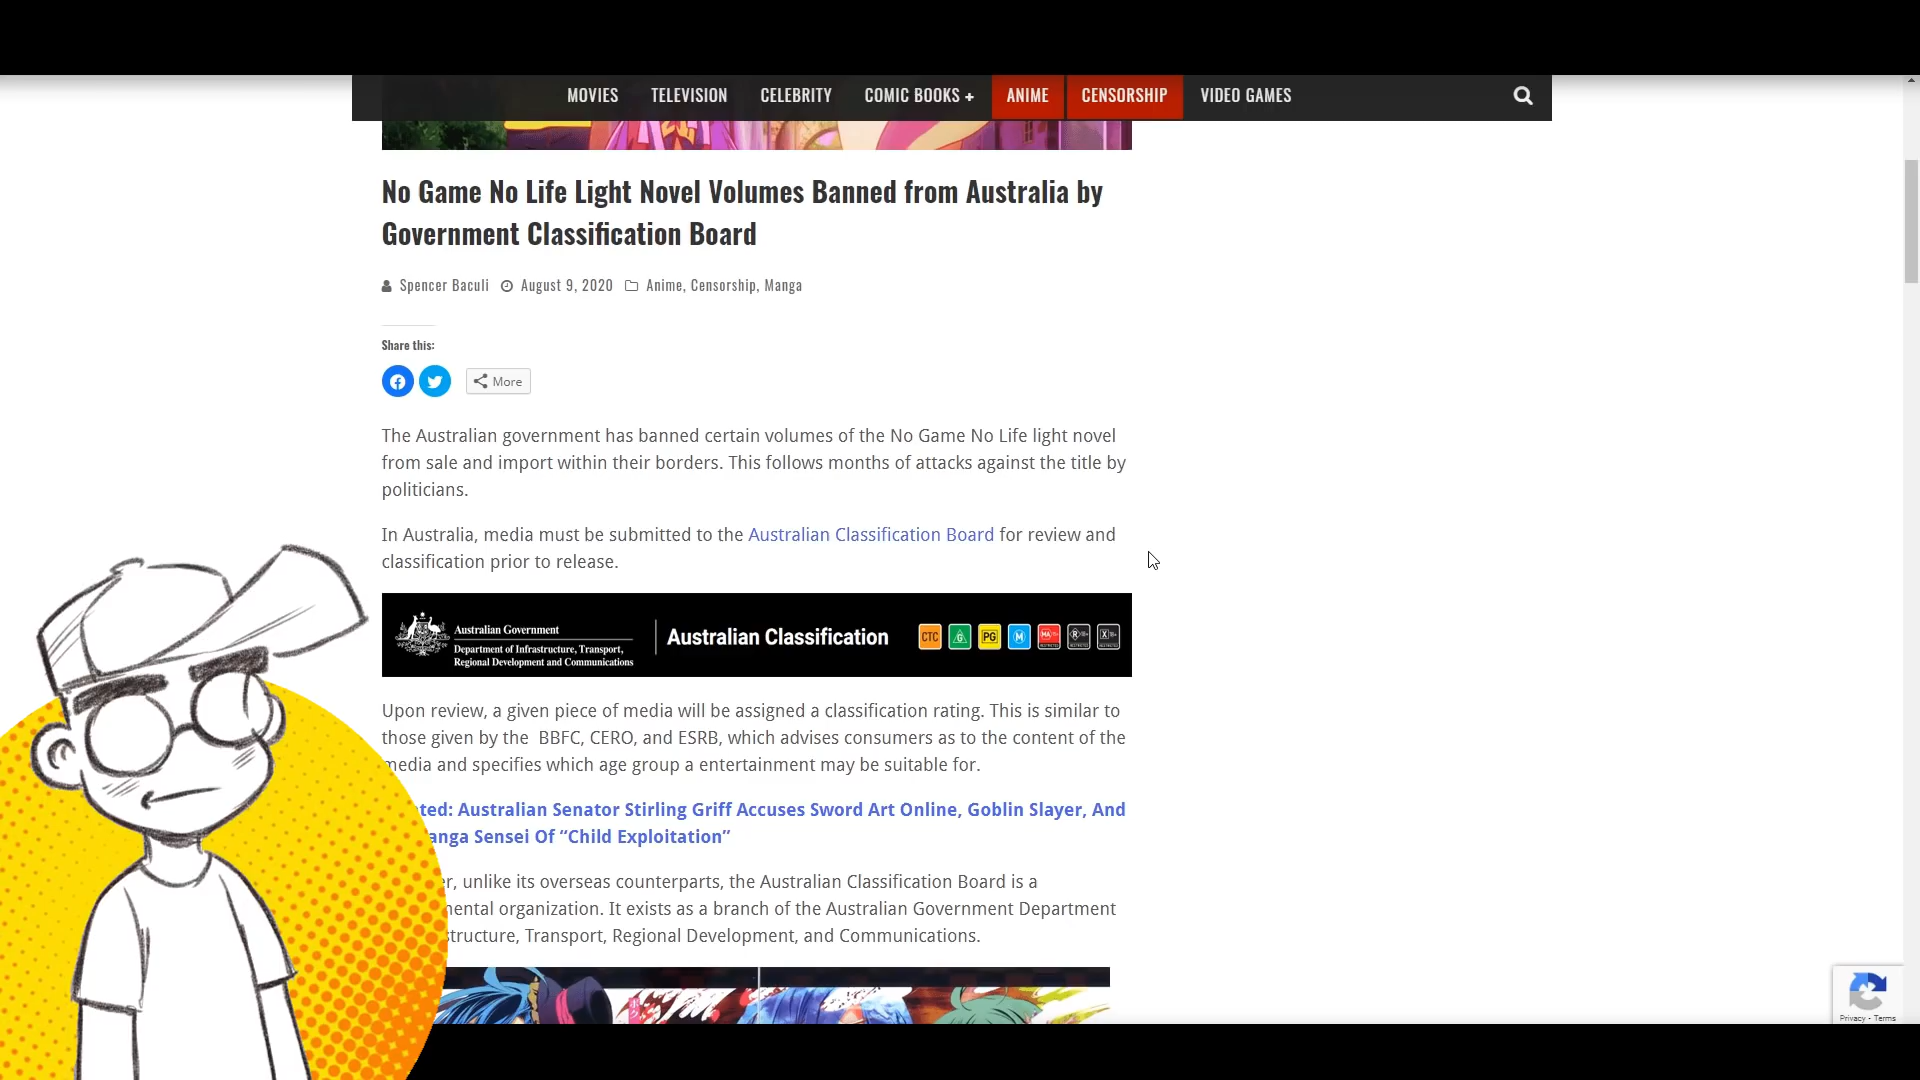 MOVIES TELEVISION CELEBRITY COMIC BOOKS + ANIME CENSORSHIP VIDEO GAMES
No Game No Life Light Novel Volumes Banned from Australia by
Government Classification Board
Spencer Baculi August 9, 2020 Anime, Censorship, Manga
Share this:
More
The Australian government has banned certain volumes of the No Game No Life light novel
from sale and import within their borders. This follows months of attacks against the title by
politicians.
In Australia, media must be submitted to the Australian Classification Board for review and
classification prior to release.
Australian Government
Department of Infrastructure, Transport,
Regional Development and Communications
Australian Classification
CTC G PG M MA15+ RESTRICTED R18+ RESTRICTED X18+ RESTRICTED
Upon review, a given piece of media will be assigned a classification rating. This is similar to
those given by the BBFC, CERO, and ESRB, which advises consumers as to the content of the
media and specifies which age group a entertainment may be suitable for.
ted: Australian Senator Stirling Griff Accuses Sword Art Online, Goblin Slayer, And
anga Sensei Of “Child Exploitation”
er, unlike its overseas counterparts, the Australian Classification Board is a
mental organization. It exists as a branch of the Australian Government Department
structure, Transport, Regional Development, and Communications.
Privacy - Terms